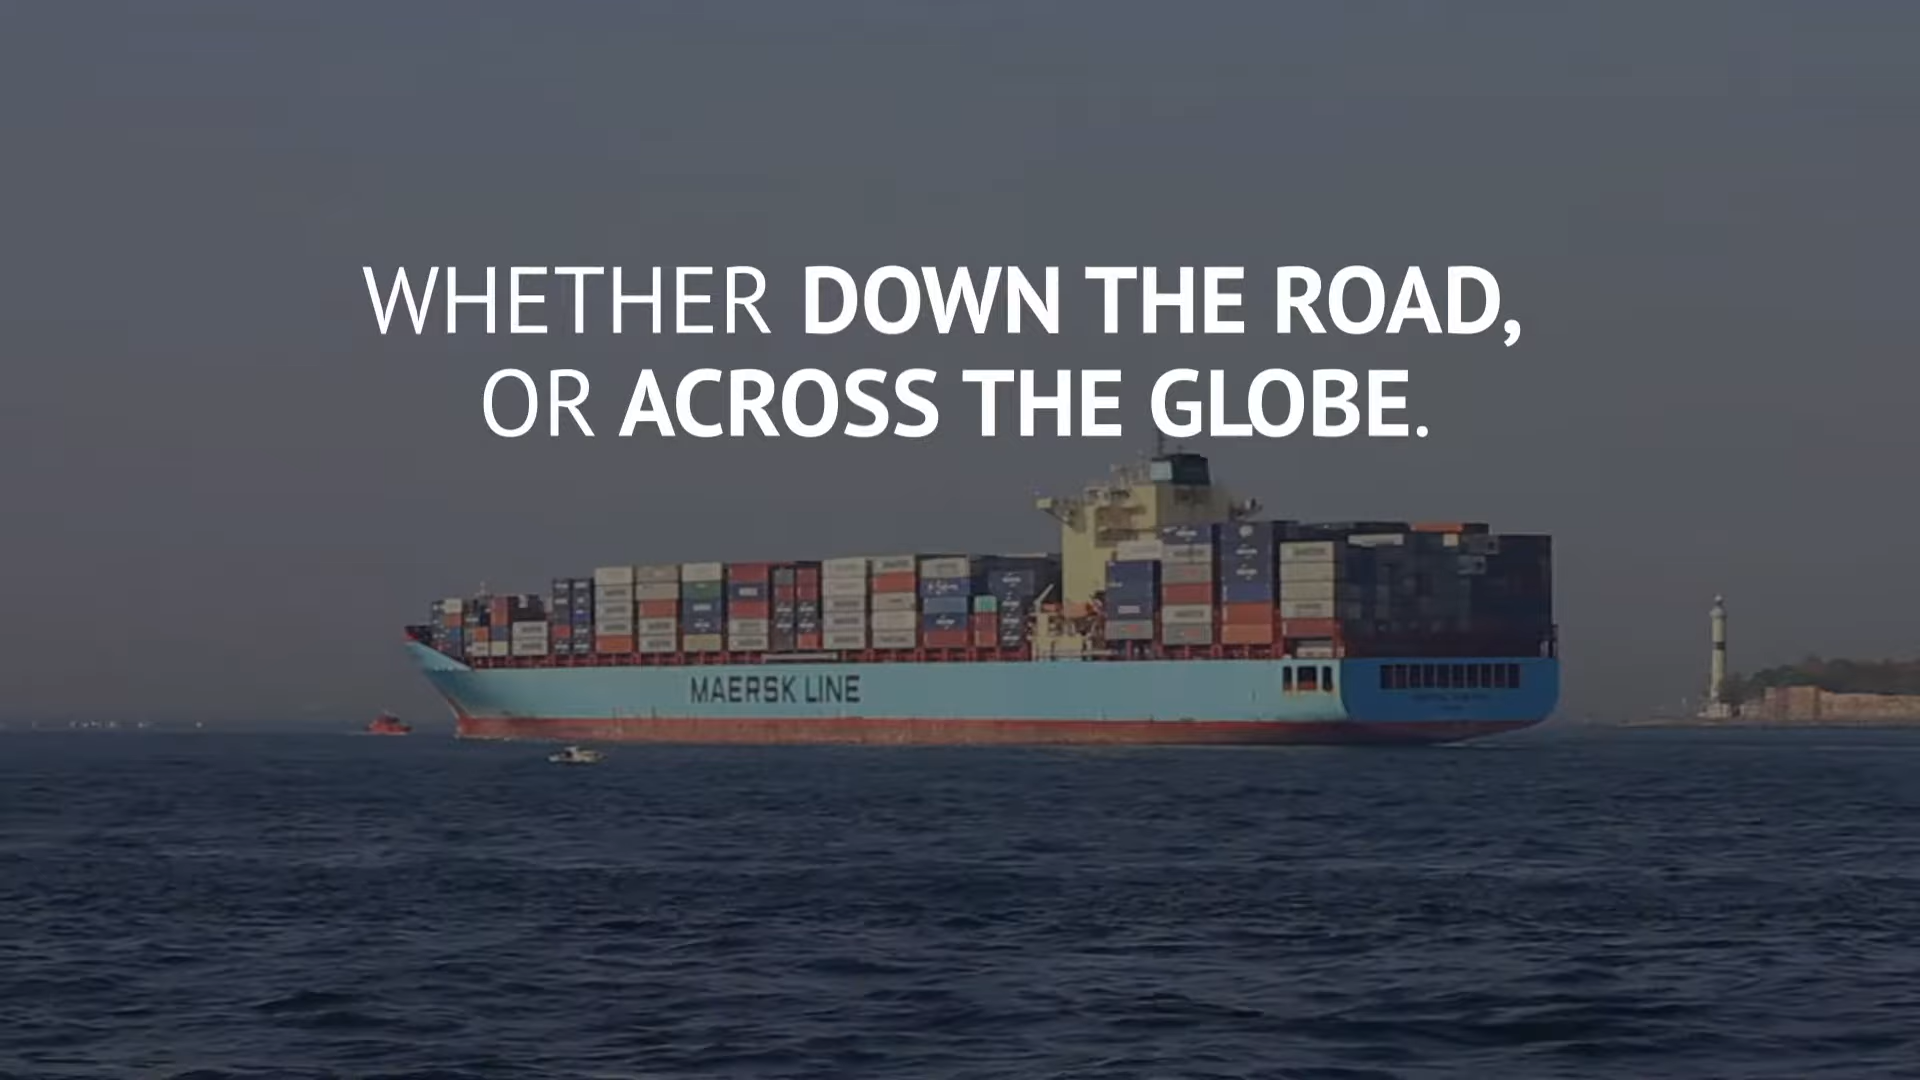 WHETHER DOWN THE ROAD,
OR ACROSS THE GLOBE.
MAERSK LINE